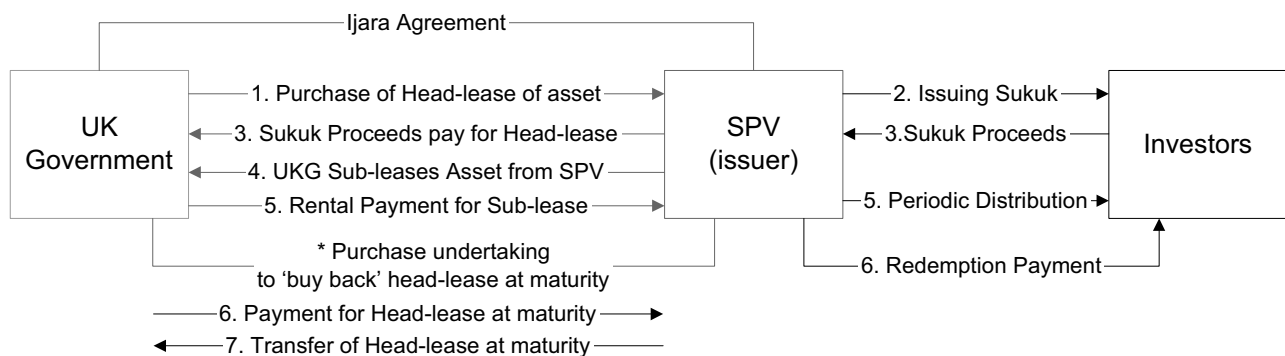 Ijara Agreement
UK
Government
1. Purchase of Head-lease of asset
3. Sukuk Proceeds pay for Head-lease
4. UKG Sub-leases Asset from SPV
5. Rental Payment for Sub-lease
* Purchase undertaking
to ‘buy back’ head-lease at maturity
6. Payment for Head-lease at maturity
7. Transfer of Head-lease at maturity
SPV
(issuer)
2. Issuing Sukuk
3.Sukuk Proceeds
5. Periodic Distribution
6. Redemption Payment
Investors